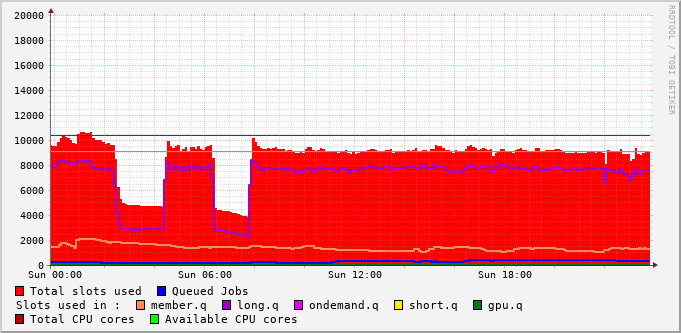 20000
18000
16000
14000
12000
10000
8000
6000
4000
2000
0
Sun 00:00 Sun 06:00 Sun 12:00 Sun 18:00
RRDTOOL / TOBI OETIKER
Total slots used Queued Jobs
Slots used in : member.q long.q ondemand.q short.q gpu.q
Total CPU cores Available CPU cores